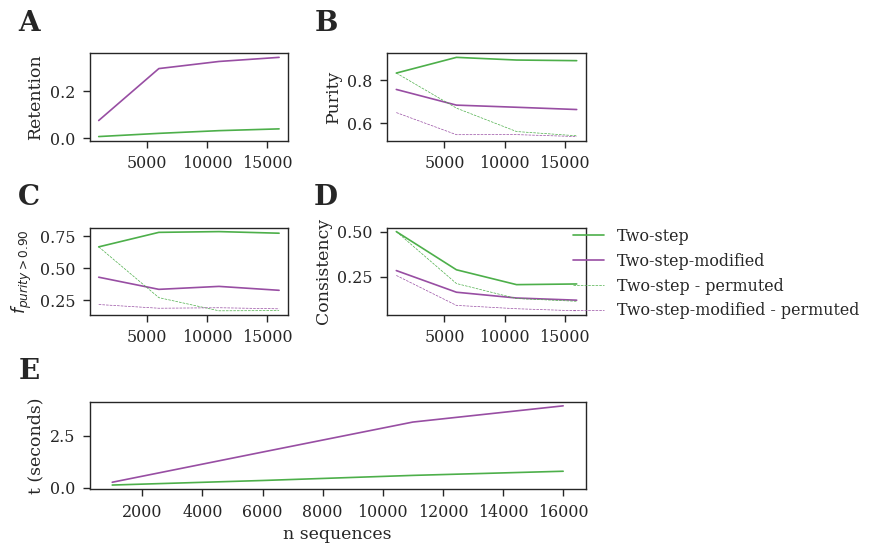 A
B
Retention
0.2
0.0
5000 10000 15000
Purity
0.8
0.6
5000 10000 15000
C
D
f_purity>0.90
0.75
0.50
0.25
5000 10000 15000
Consistency
0.50
0.25
5000 10000 15000
Two-step
Two-step-modified
Two-step - permuted
Two-step-modified - permuted
E
t (seconds)
2.5
0.0
2000 4000 6000 8000 10000 12000 14000 16000
n sequences